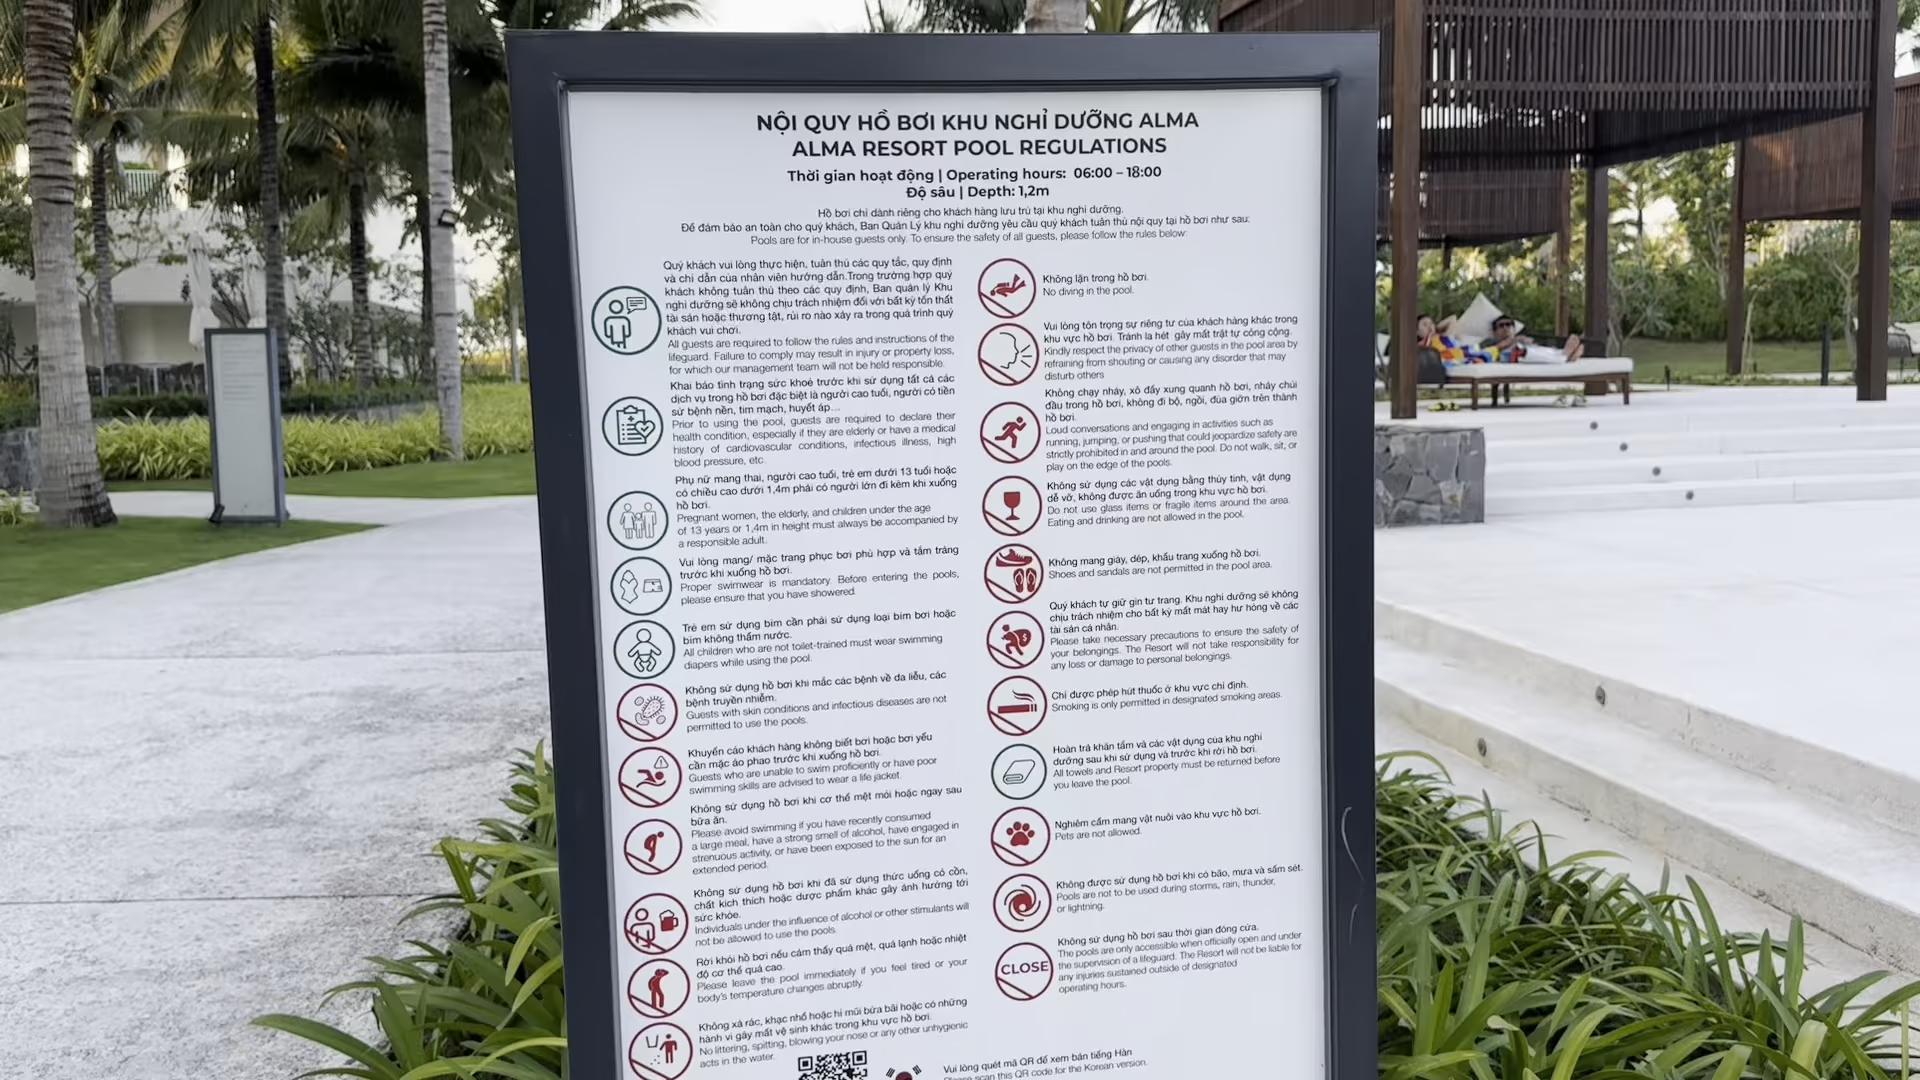 NỘI QUY HỒ BƠI KHU NGHỈ DƯỠNG ALMA
ALMA RESORT POOL REGULATIONS
Thời gian hoạt động | Operating hours: 06:00 – 18:00
Độ sâu | Depth: 1,2m
Hồ bơi chỉ dành riêng cho khách hàng lưu trú tại khu nghỉ dưỡng.
Để đảm bảo an toàn cho quý khách, Ban Quản Lý khu nghỉ dưỡng yêu cầu quý khách tuân thủ nội quy tại hồ bơi như sau:
Pools are for in-house guests only. To ensure the safety of all guests, please follow the rules below:
Quý khách vui lòng thực hiện, tuân thủ các quy tắc, quy định
và chỉ dẫn của nhân viên hướng dẫn.Trong trường hợp quý
khách không tuân thủ theo các quy định, Ban quản lý Khu
nghỉ dưỡng sẽ không chịu trách nhiệm đối với bất kỳ tổn thất
tài sản hoặc thương tật, rủi ro nào xảy ra trong quá trình quý
khách vui chơi.
All guests are required to follow the rules and instructions of the
lifeguard. Failure to comply may result in injury or property loss,
for which our management team will not be held responsible.
Khai báo tình trạng sức khoẻ trước khi sử dụng tất cả các
dịch vụ trong hồ bơi đặc biệt là người cao tuổi, người có tiền
sử bệnh nền, tim mạch, huyết áp...
Prior to using the pool, guests are required to declare their
health condition, especially if they are elderly or have a medical
history of cardiovascular conditions, infectious illness, high
blood pressure, etc.
Phụ nữ mang thai, người cao tuổi, trẻ em dưới 13 tuổi hoặc
có chiều cao dưới 1,4m phải có người lớn đi kèm khi xuống
hồ bơi.
Pregnant women, the elderly, and children under the age
of 13 years or 1,4m in height must always be accompanied by
a responsible adult.
Vui lòng mang/ mặc trang phục bơi phù hợp và tắm tráng
trước khi xuống hồ bơi.
Proper swimwear is mandatory. Before entering the pools,
please ensure that you have showered.
Trẻ em sử dụng bỉm cần phải sử dụng loại bỉm bơi hoặc
bỉm không thấm nước.
All children who are not toilet-trained must wear swimming
diapers while using the pool.
Không sử dụng hồ bơi khi mắc các bệnh về da liễu, các
bệnh truyền nhiễm.
Guests with skin conditions and infectious diseases are not
permitted to use the pools.
Khuyến cáo khách hàng không biết bơi hoặc bơi yếu
cần mặc áo phao trước khi xuống hồ bơi.
Guests who are unable to swim proficiently or have poor
swimming skills are advised to wear a life jacket.
Không sử dụng hồ bơi khi cơ thể mệt mỏi hoặc ngay sau
bữa ăn.
Please avoid swimming if you have recently consumed
a large meal, have a strong smell of alcohol, have engaged in
strenuous activity, or have been exposed to the sun for an
extended period.
Không sử dụng hồ bơi khi đã sử dụng thức uống có cồn,
chất kích thích hoặc dược phẩm khác gây ảnh hưởng tới
sức khỏe.
Individuals under the influence of alcohol or other stimulants will
not be allowed to use the pools.
Rời khỏi hồ bơi nếu cảm thấy quá mệt, quá lạnh hoặc nhiệt
độ cơ thể quá cao.
Please leave the pool immediately if you feel tired or your
body's temperature changes abruptly.
Không xả rác, khạc nhổ hoặc hỉ mũi bừa bãi hoặc có những
hành vi gây mất vệ sinh khác trong khu vực hồ bơi.
No littering, spitting, blowing your nose or any other unhygienic
acts in the water.
Không lặn trong hồ bơi.
No diving in the pool.
Vui lòng tôn trọng sự riêng tư của khách hàng khác trong
khu vực hồ bơi. Tránh la hét gây mất trật tự công cộng.
Kindly respect the privacy of other guests in the pool area by
refraining from shouting or causing any disorder that may
disturb others
Không chạy nhảy, xô đẩy xung quanh hồ bơi, nhảy chúi
đầu trong hồ bơi, không đi bộ, ngồi, đùa giỡn trên thành
hồ bơi.
Loud conversations and engaging in activities such as
running, jumping, or pushing that could jeopardize safety are
strictly prohibited in and around the pool. Do not walk, sit, or
play on the edge of the pools.
Không sử dụng các vật dụng bằng thủy tinh, vật dụng
dễ vỡ, không được ăn uống trong khu vực hồ bơi.
Do not use glass items or fragile items around the area.
Eating and drinking are not allowed in the pool.
Không mang giày, dép, khẩu trang xuống hồ bơi.
Shoes and sandals are not permitted in the pool area.
Quý khách tự giữ gìn tư trang. Khu nghỉ dưỡng sẽ không
chịu trách nhiệm cho bất kỳ mất mát hay hư hỏng về các
tài sản cá nhân.
Please take necessary precautions to ensure the safety of
your belongings. The Resort will not take responsibility for
any loss or damage to personal belongings.
Chỉ được phép hút thuốc ở khu vực chỉ định.
Smoking is only permitted in designated smoking areas.
Hoàn trả khăn tắm và các vật dụng của khu nghỉ
dưỡng sau khi sử dụng và trước khi rời hồ bơi.
All towels and Resort property must be returned before
you leave the pool.
Nghiêm cấm mang vật nuôi vào khu vực hồ bơi.
Pets are not allowed.
Không được sử dụng hồ bơi khi có bão, mưa và sấm sét.
Pools are not to be used during storms, rain, thunder,
or lightning.
CLOSE
Không sử dụng hồ bơi sau thời gian đóng cửa.
The pools are only accessible when officially open and under
the supervision of a lifeguard. The Resort will not be liable for
any injuries sustained outside of designated
operating hours.
Vui lòng quét mã QR để xem bản tiếng Hàn
Please scan this QR code for the Korean version.